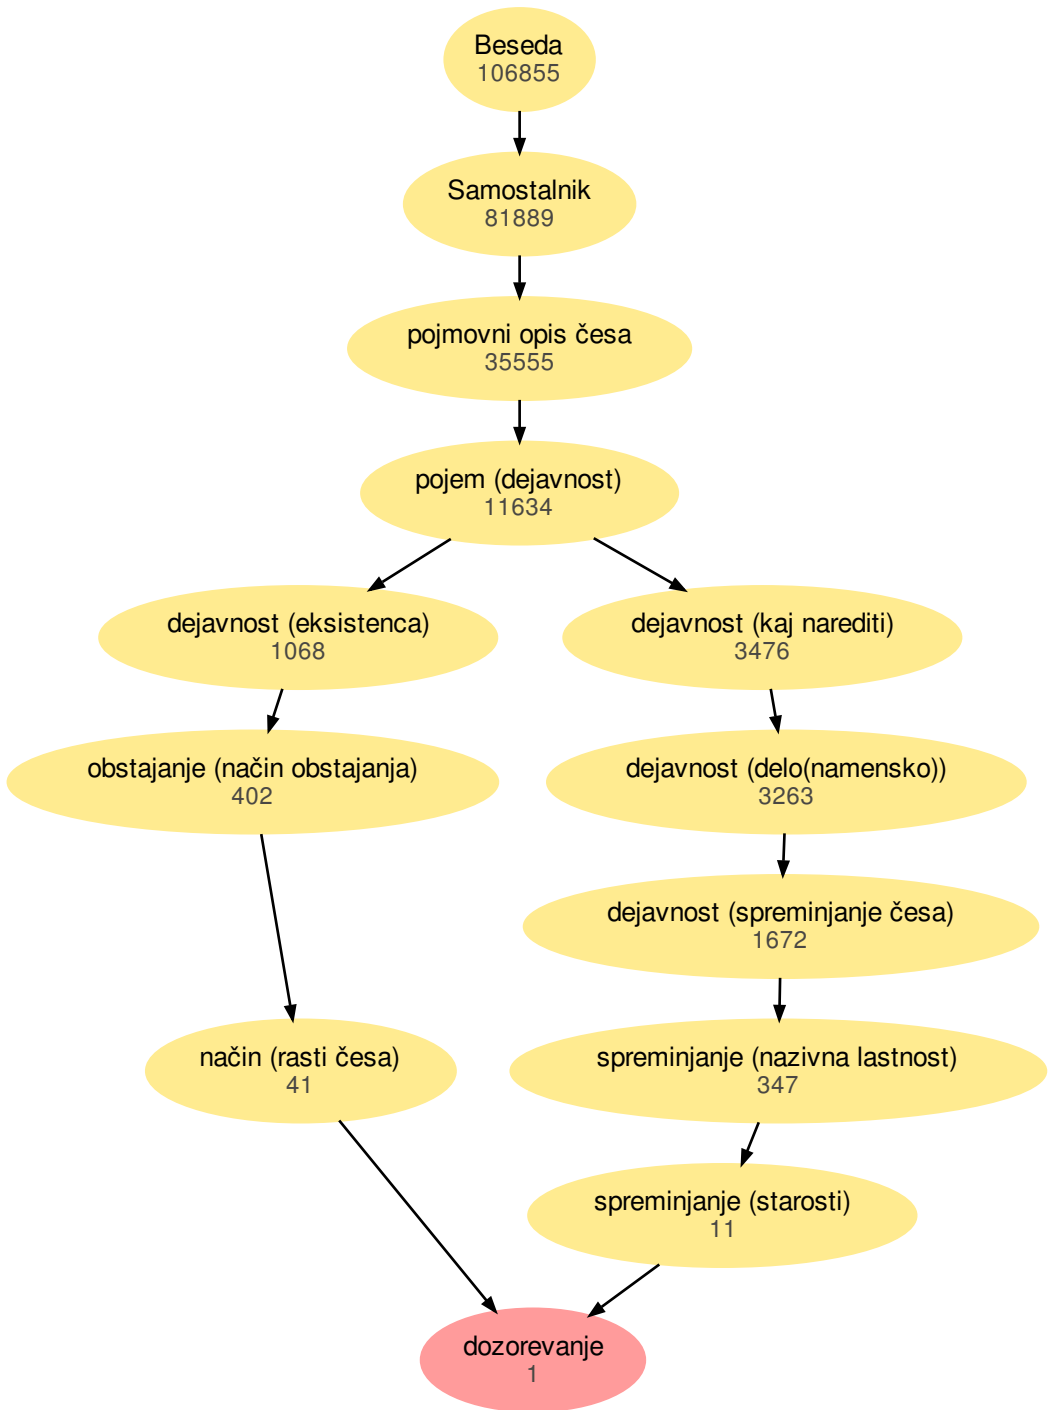 Beseda
106855
Samostalnik
81889
pojmovni opis česa
35555
pojem (dejavnost)
11634
dejavnost (eksistenca)
1068
dejavnost (kaj narediti)
3476
obstajanje (način obstajanja)
402
dejavnost (delo(namensko))
3263
dejavnost (spreminjanje česa)
1672
način (rasti česa)
41
spreminjanje (nazivna lastnost)
347
spreminjanje (starosti)
11
dozorevanje
1